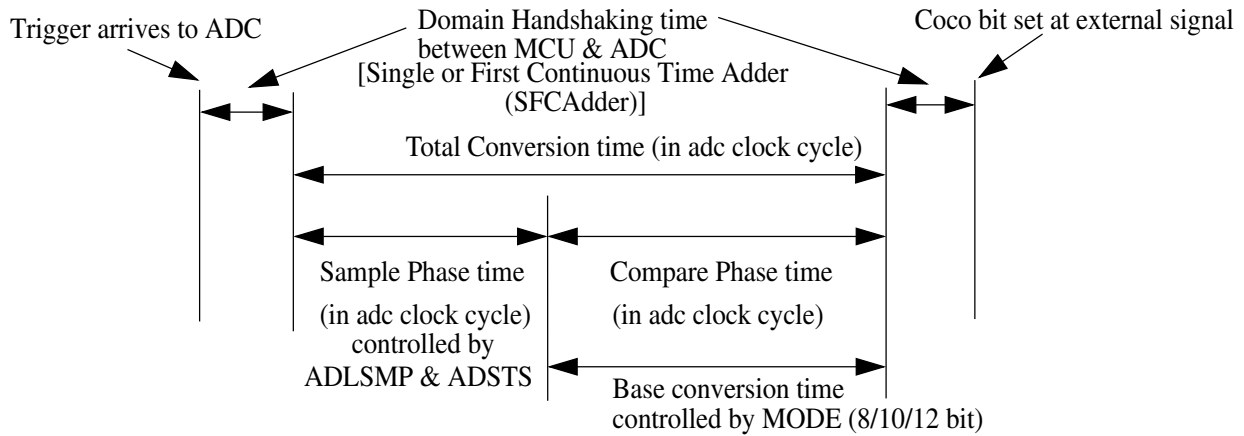 Trigger arrives to ADC
Domain Handshaking time
between MCU & ADC
[Single or First Continuous Time Adder
(SFCAdder)]
Coco bit set at external signal
Total Conversion time (in adc clock cycle)
Sample Phase time
(in adc clock cycle)
controlled by
ADLSMP & ADSTS
Compare Phase time
(in adc clock cycle)
Base conversion time
controlled by MODE (8/10/12 bit)